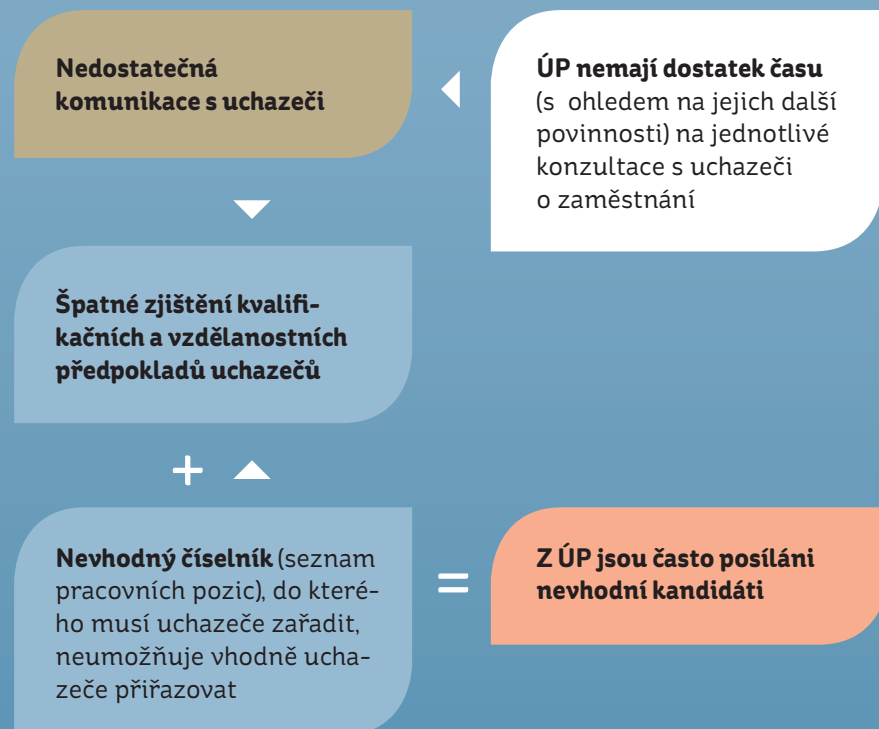 Nedostatečná
komunikace s uchazeči
ÚP nemají dostatek času
(s ohledem na jejich další
povinnosti) na jednotlivé
konzultace s uchazeči
o zaměstnání
Špatné zjištění kvalifi-
kačních a vzdělanostních
předpokladů uchazečů
+
Nevhodný číselník (seznam
pracovních pozic), do které-
ho musí uchazeče zařadit,
neumožňuje vhodně ucha-
zeče přiřazovat
=
Z ÚP jsou často posíláni
nevhodní kandidáti